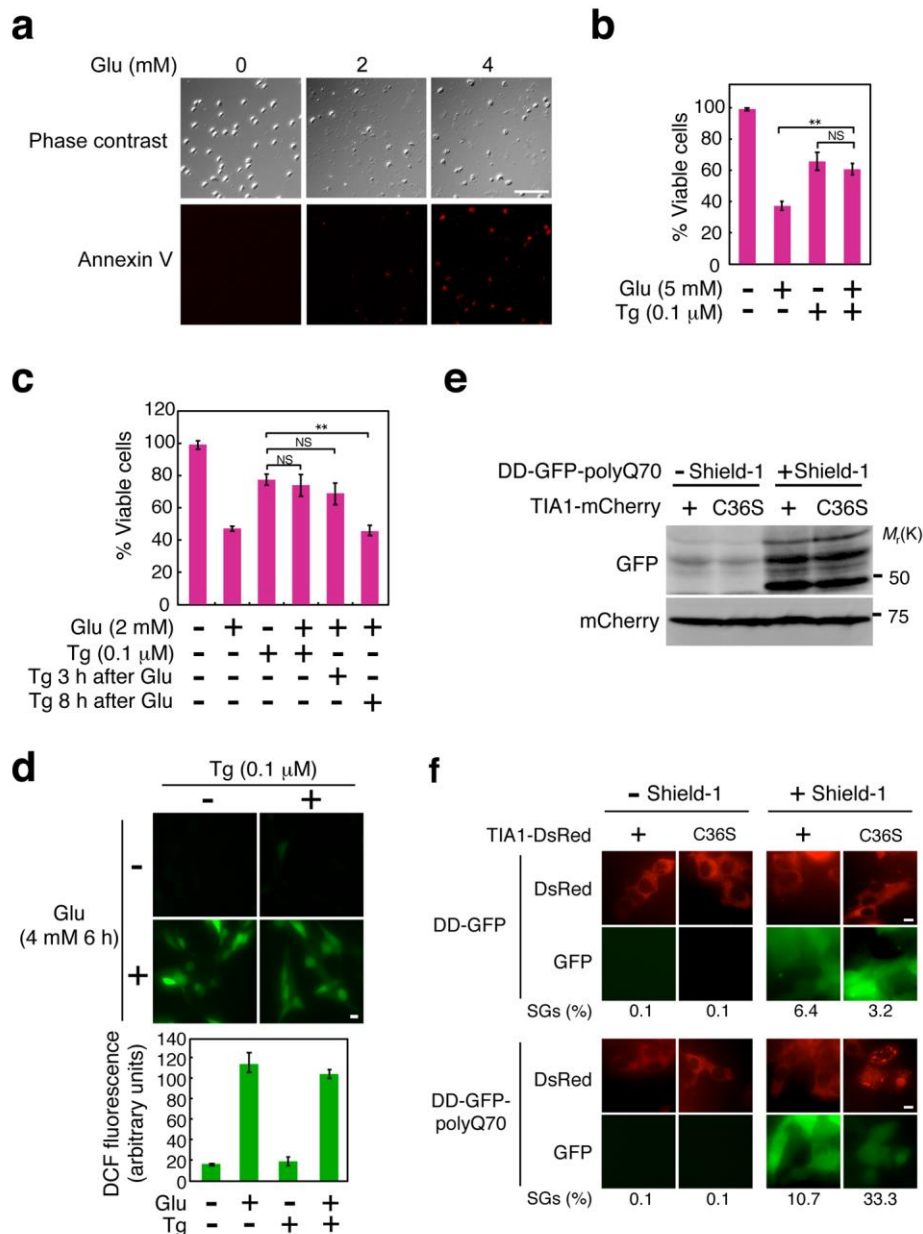 a
Glu (mM)
0 2 4
Phase contrast
Annexin V
b
% Viable cells
100
80
60
40
20
0
**
NS
Glu (5 mM) - + - +
Tg (0.1 μM) - - + +
c
% Viable cells
120
100
80
60
40
20
0
**
NS
NS
Glu (2 mM) - + - + + +
Tg (0.1 μM) - - + + - -
Tg 3 h after Glu - - - - + -
Tg 8 h after Glu - - - - - +
e
DD-GFP-polyQ70 - Shield-1 + Shield-1
TIA1-mCherry + C36S + C36S
Mr(K)
GFP
50
mCherry
75
d
Tg (0.1 μM)
- +
-
Glu
(4 mM 6 h)
+
DCF fluorescence
(arbitrary units)
140
120
100
80
60
40
20
0
Glu - + - +
Tg - - + +
f
- Shield-1 + Shield-1
TIA1-DsRed + C36S + C36S
DsRed
DD-GFP
GFP
SGs (%) 0.1 0.1 6.4 3.2
DsRed
DD-GFP-
polyQ70
GFP
SGs (%) 0.1 0.1 10.7 33.3